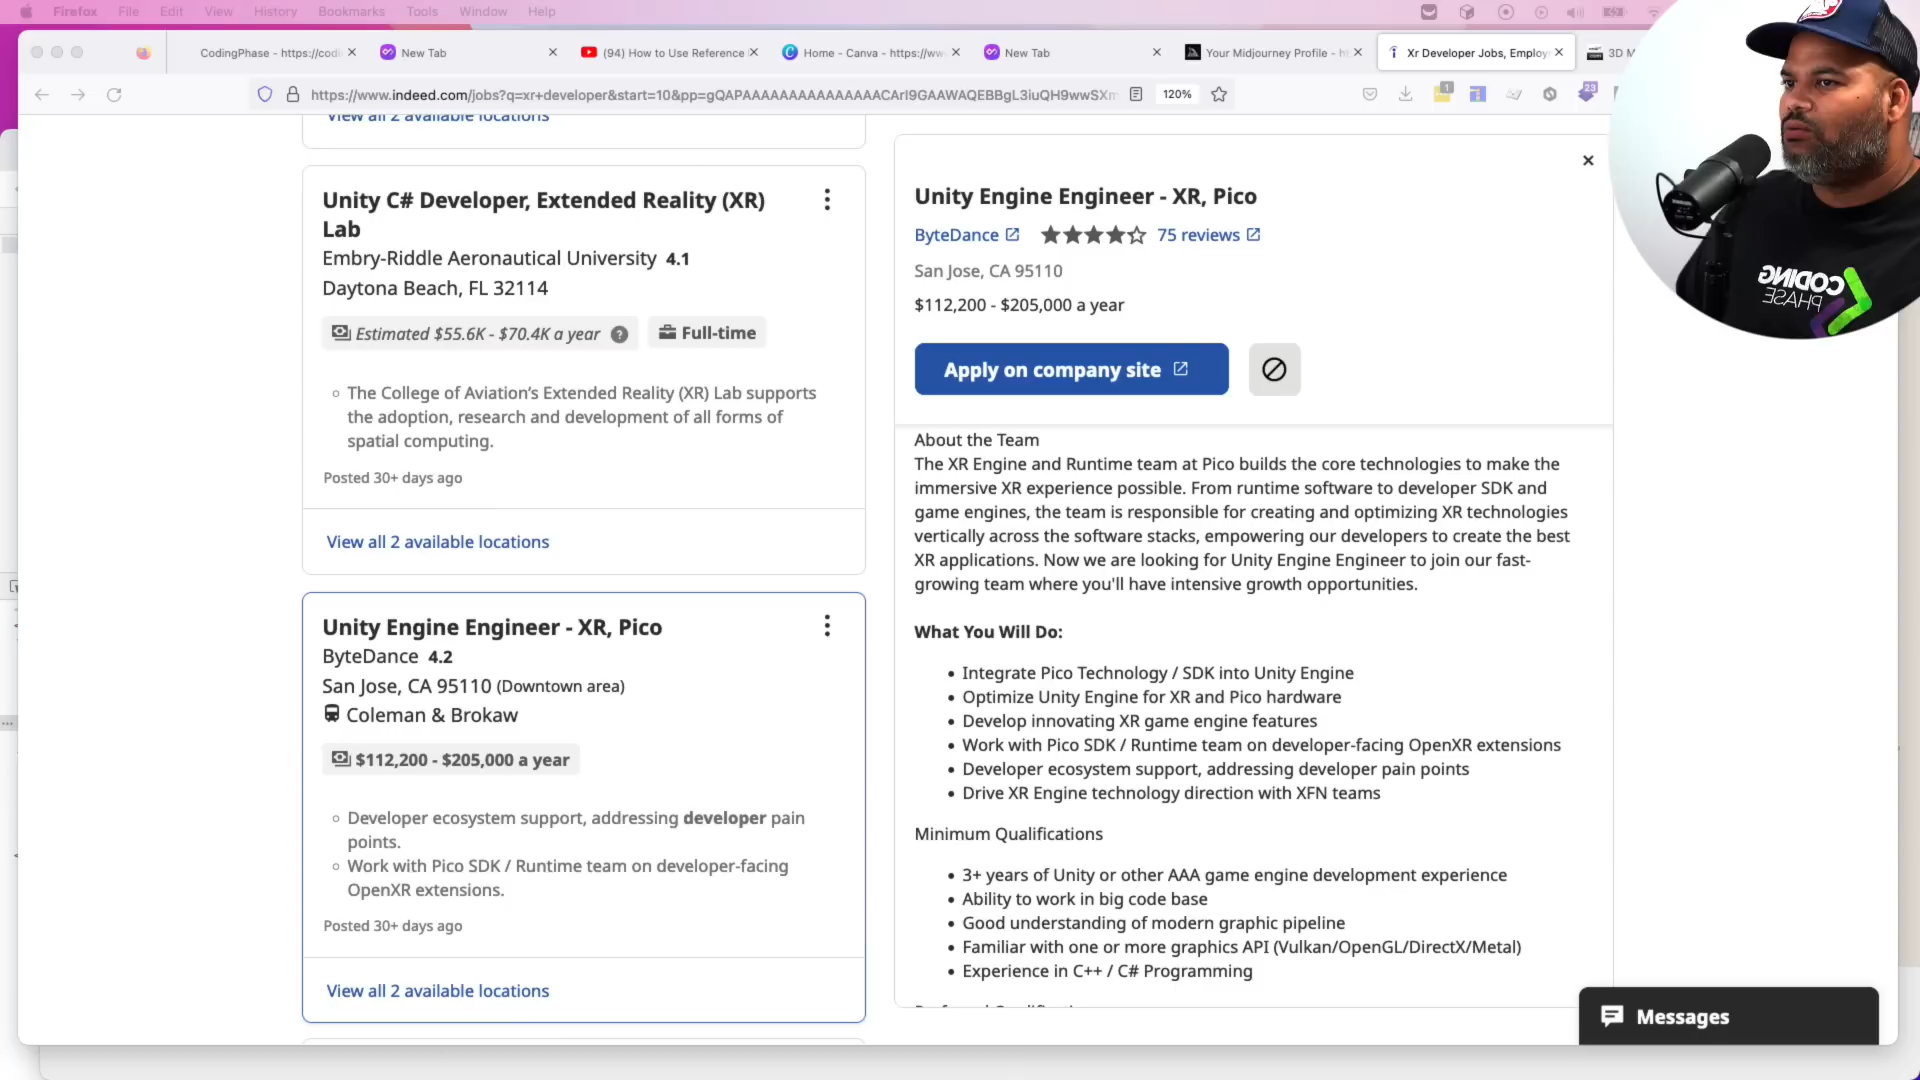 Firefox File Edit View History Bookmarks Tools Window Help
CodingPhase - https://codi
New Tab
(94) How to Use Reference
Home - Canva - https://ww
New Tab
Your Midjourney Profile - h
Xr Developer Jobs, Employ
3D M
https://www.indeed.com/jobs?q=xr+developer&start=10&pp=gQAPAAAAAAAAAAAAAAACArI9GAAWAQEBBgL3iuQH9wwSXm
120%
1
23
View all 2 available locations
Unity C# Developer, Extended Reality (XR)
Lab
Embry-Riddle Aeronautical University 4.1
Daytona Beach, FL 32114
Estimated $55.6K - $70.4K a year ?
Full-time
The College of Aviation’s Extended Reality (XR) Lab supports
the adoption, research and development of all forms of
spatial computing.
Posted 30+ days ago
View all 2 available locations
Unity Engine Engineer - XR, Pico
ByteDance 4.2
San Jose, CA 95110 (Downtown area)
Coleman & Brokaw
$112,200 - $205,000 a year
Developer ecosystem support, addressing developer pain
points.
Work with Pico SDK / Runtime team on developer-facing
OpenXR extensions.
Posted 30+ days ago
View all 2 available locations
Unity Engine Engineer - XR, Pico
ByteDance 75 reviews
San Jose, CA 95110
$112,200 - $205,000 a year
Apply on company site
About the Team
The XR Engine and Runtime team at Pico builds the core technologies to make the
immersive XR experience possible. From runtime software to developer SDK and
game engines, the team is responsible for creating and optimizing XR technologies
vertically across the software stacks, empowering our developers to create the best
XR applications. Now we are looking for Unity Engine Engineer to join our fast-
growing team where you'll have intensive growth opportunities.
What You Will Do:
Integrate Pico Technology / SDK into Unity Engine
Optimize Unity Engine for XR and Pico hardware
Develop innovating XR game engine features
Work with Pico SDK / Runtime team on developer-facing OpenXR extensions
Developer ecosystem support, addressing developer pain points
Drive XR Engine technology direction with XFN teams
Minimum Qualifications
3+ years of Unity or other AAA game engine development experience
Ability to work in big code base
Good understanding of modern graphic pipeline
Familiar with one or more graphics API (Vulkan/OpenGL/DirectX/Metal)
Experience in C++ / C# Programming
Messages
CODING
PHASE